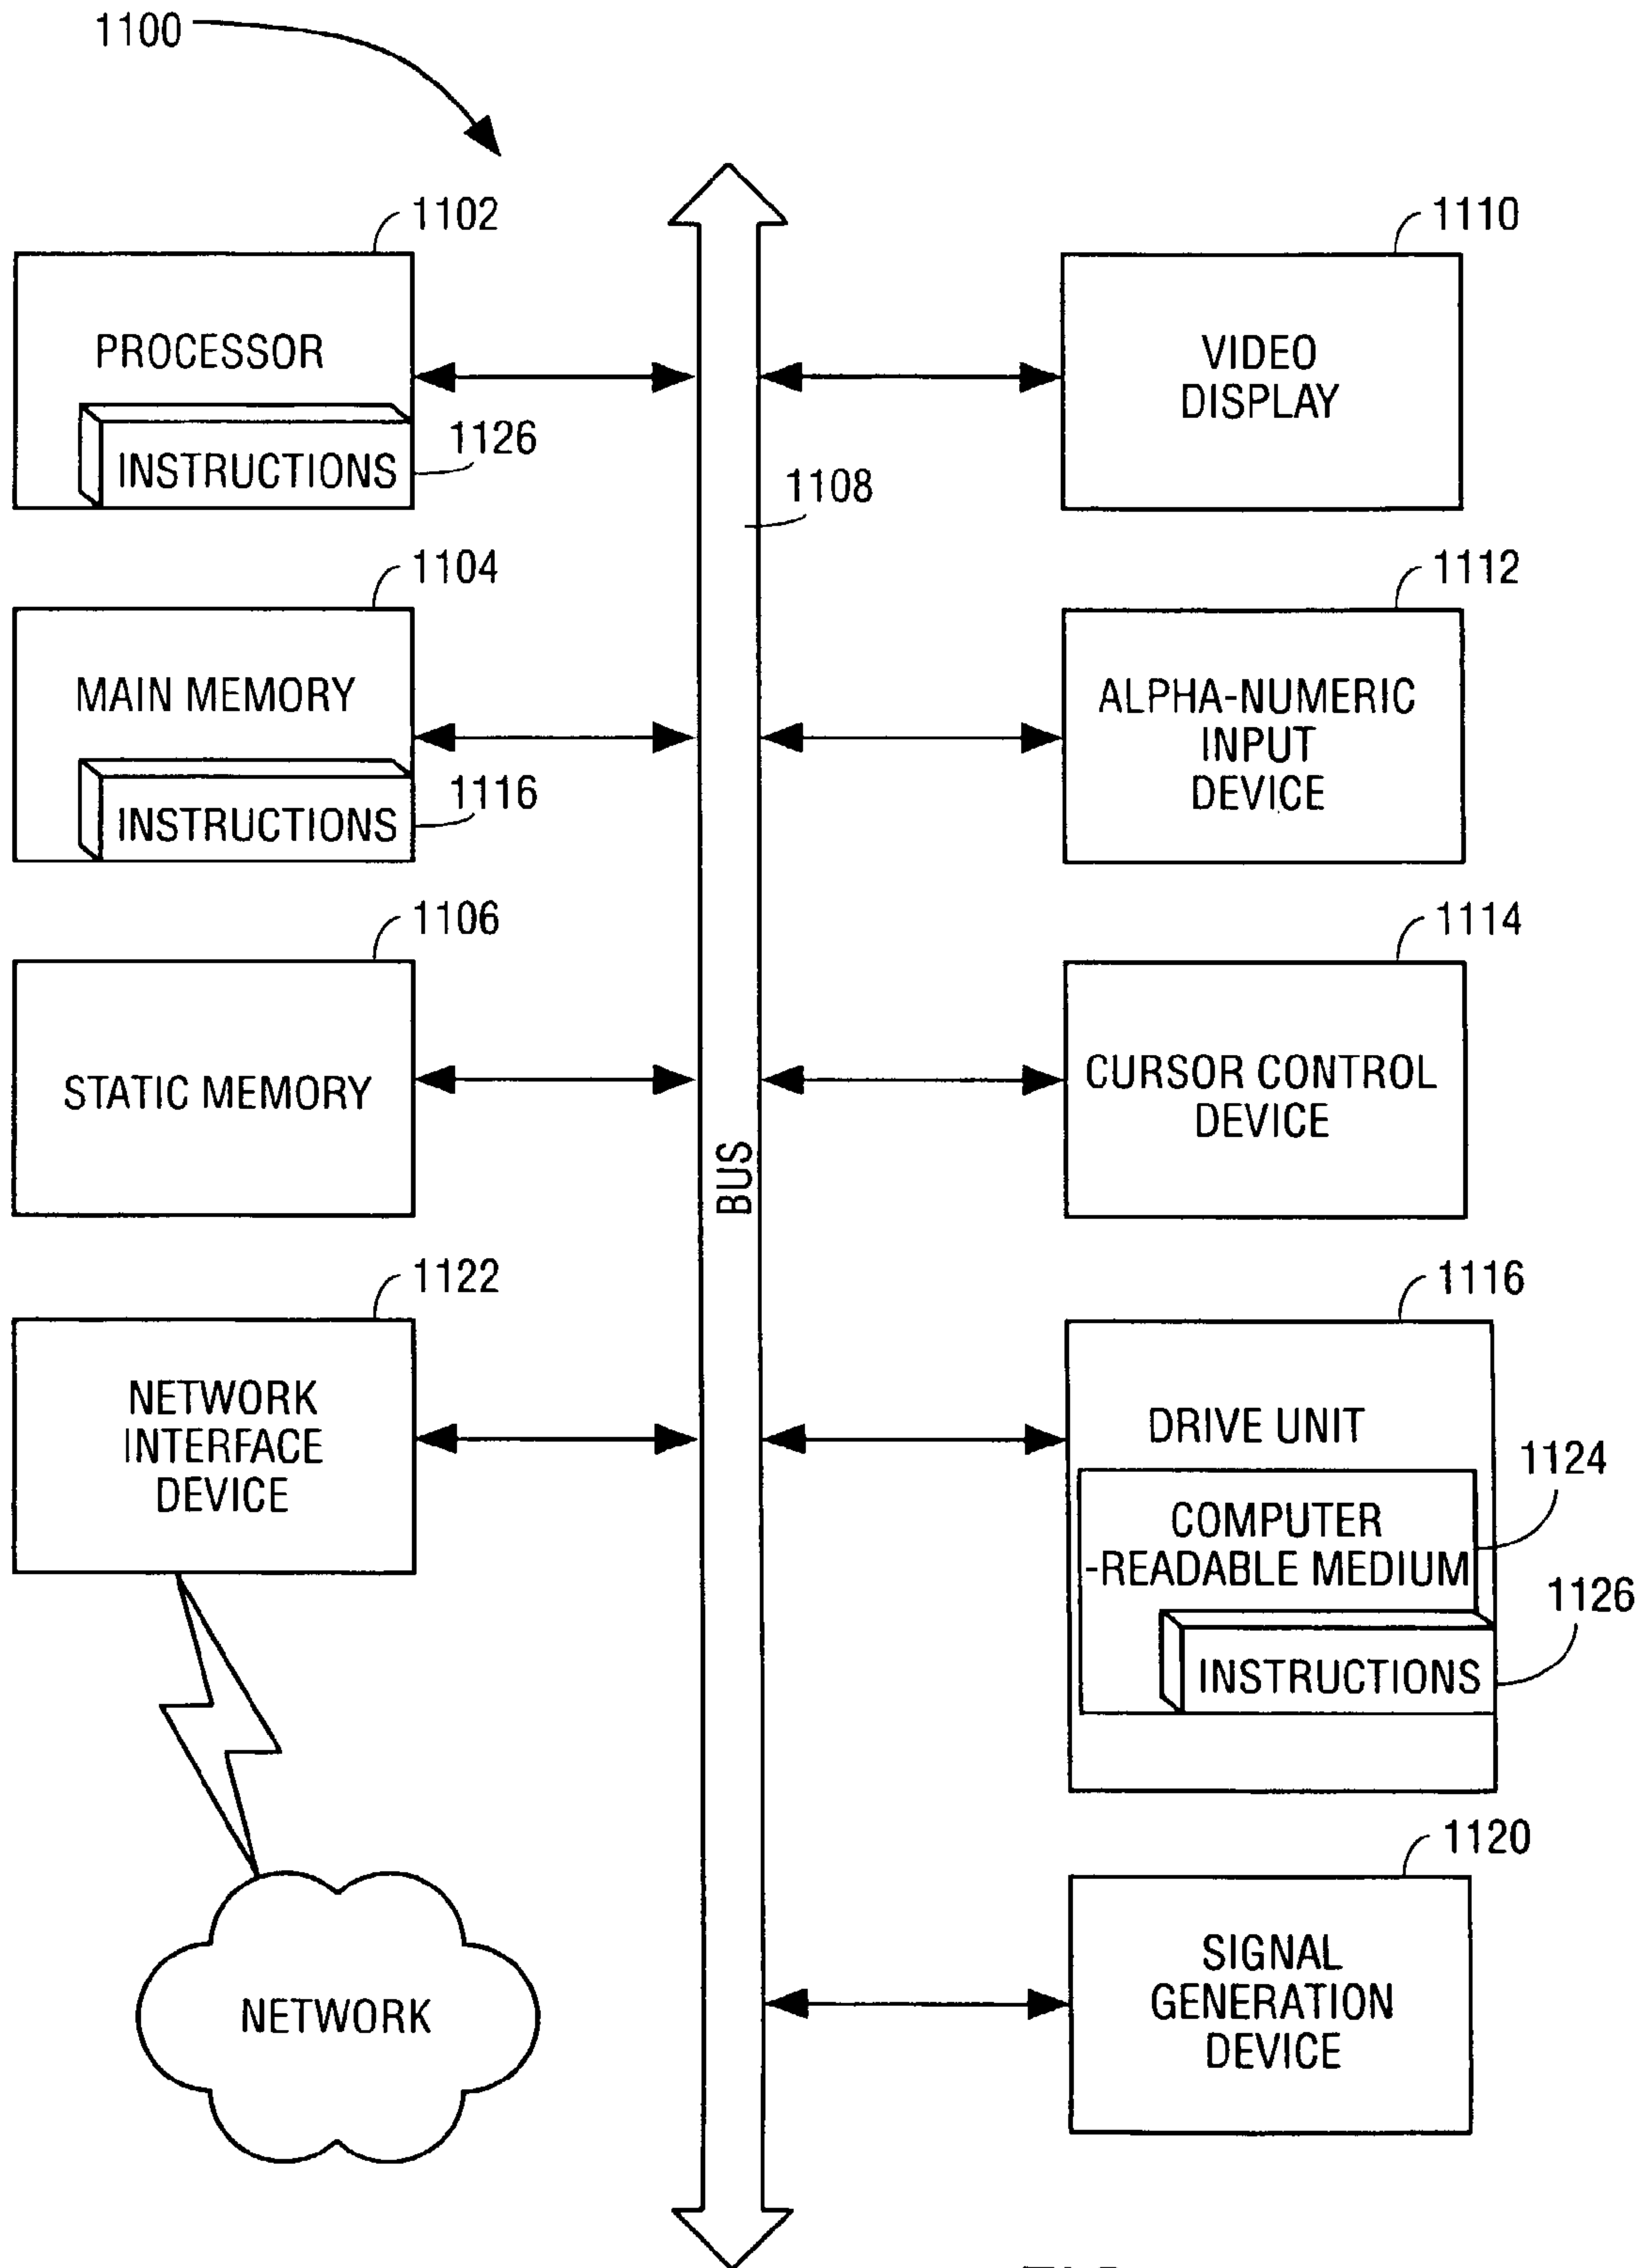 1100
1102
PROCESSOR
INSTRUCTIONS
1126
1104
MAIN MEMORY
INSTRUCTIONS
1116
1106
STATIC MEMORY
1122
NETWORK
INTERFACE
DEVICE
NETWORK
1108
BUS
1110
VIDEO
DISPLAY
1112
ALPHA-NUMERIC
INPUT
DEVICE
1114
CURSOR CONTROL
DEVICE
1116
DRIVE UNIT
1124
COMPUTER
-READABLE MEDIUM
1126
INSTRUCTIONS
1120
SIGNAL
GENERATION
DEVICE